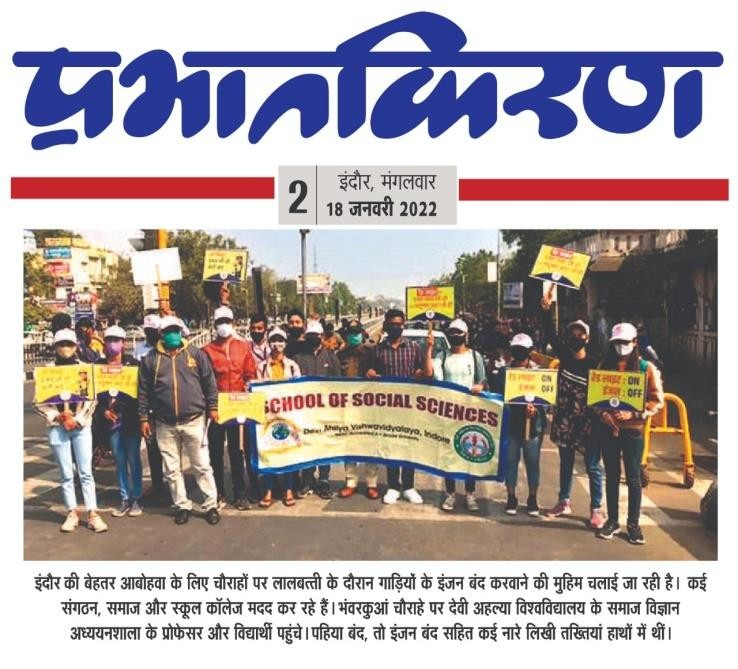 प्रभातकिरण
2
इंदौर, मंगलवार
18 जनवरी 2022
SCHOOL OF SOCIAL SCIENCES
Devi Ahilya Vishwavidyalaya, Indore
रेड लाइट : ON
इंजन : OFF
रेड लाइट : ON
इंजन : OFF
इंदौर की बेहतर आबोहवा के लिए चौराहों पर लालबत्ती के दौरान गाड़ियों के इंजन बंद करवाने की मुहिम चलाई जा रही है। कई
संगठन, समाज और स्कूल कॉलेज मदद कर रहे हैं। भंवरकुआं चौराहे पर देवी अहल्या विश्वविद्यालय के समाज विज्ञान
अध्ययनशाला के प्रोफेसर और विद्यार्थी पहुंचे। पहिया बंद, तो इंजन बंद सहित कई नारे लिखी तख्तियां हाथों में थीं।